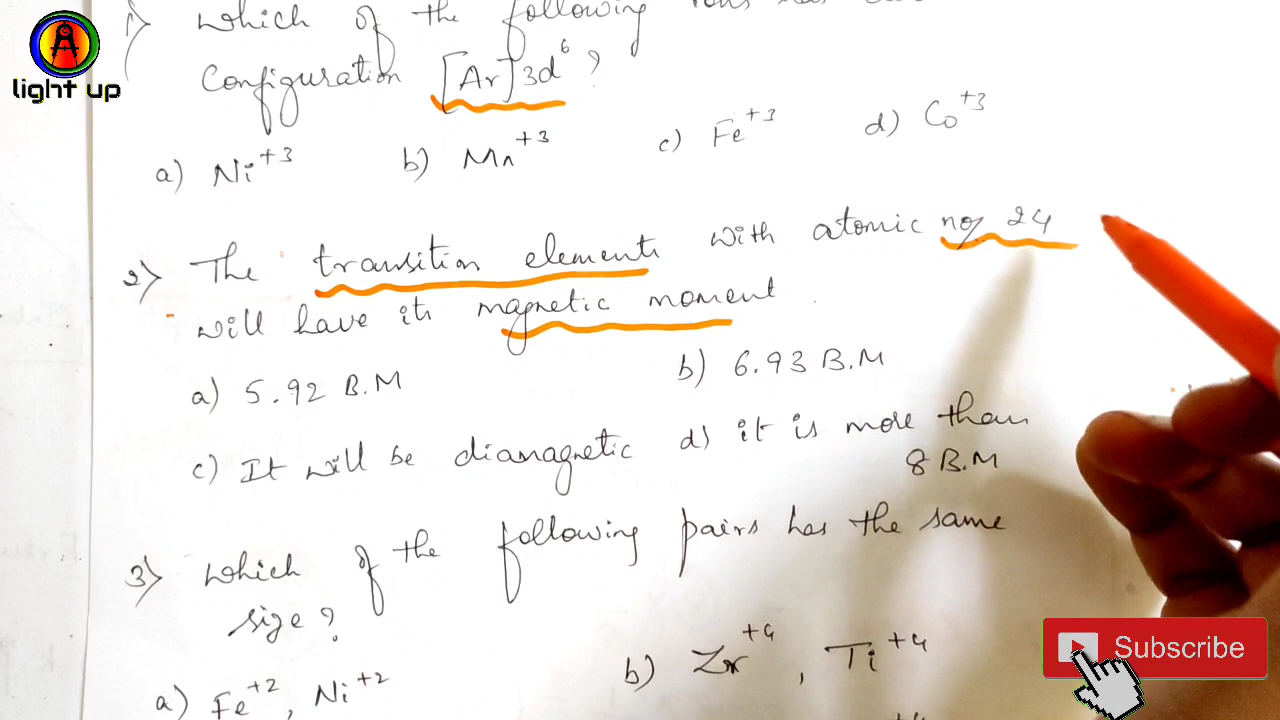 light up
1) Which of the following ions has
Configuration [Ar]3d⁶ ?
a) Ni⁺³ b) Mn⁺³ c) Fe⁺³ d) Co⁺³
2) The transition elements with atomic no 24
will have its magnetic moment
a) 5.92 B.M b) 6.93 B.M
c) It will be diamagnetic d) it is more than
8 B.M
3) Which of the following pairs has the same
size?
a) Fe⁺², Ni⁺² b) Zr⁺⁴, Ti⁺⁴
Subscribe